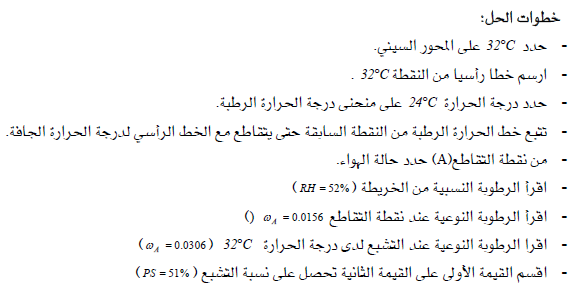 خطوات الحل:
- حدد 32°C على المحور السيني.
- ارسم خطا رأسيا من النقطة 32°C .
- حدد درجة الحرارة 24°C على منحنى درجة الحرارة الرطبة.
- تتبع خط الحرارة الرطبة من النقطة السابقة حتى يتقاطع مع الخط الرأسي لدرجة الحرارة الجافة.
- من نقطة التقاطع(A) حدد حالة الهواء.
- اقرأ الرطوبة النسبية من الخريطة (RH = 52%)
- اقرأ الرطوبة النوعية عند نقطة التقاطع ω_A = 0.0156 ()
- اقرا الرطوبة النوعية عند التشبع لدى درجة الحرارة 32°C (ω_A = 0.0306)
- اقسم القيمة الأولى على القيمة الثانية تحصل على نسبة التشبع (PS = 51%)